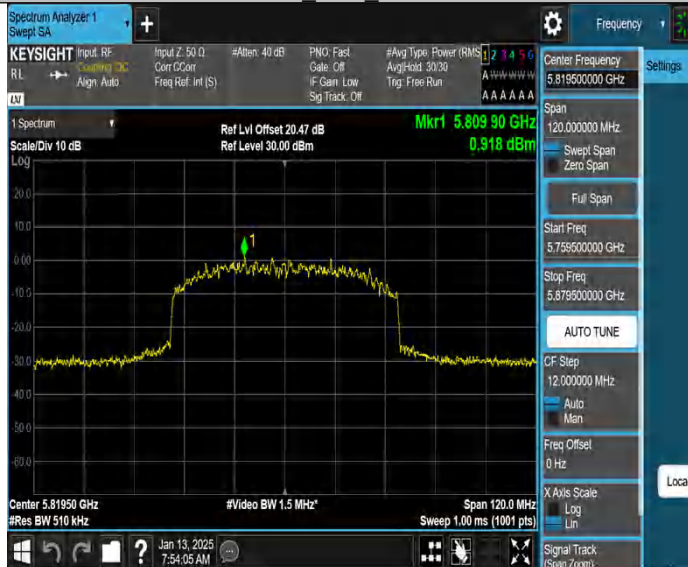 Spectrum Analyzer 1
Swept SA
Frequency
KEYSIGHT
Input: RF
Coupling: DC
Align: Auto
RL
LXI
Input Z: 50 Ω
Corr CCorr
Freq Ref: Int (S)
#Atten: 40 dB
PNO: Fast
Gate: Off
IF Gain: Low
Sig Track: Off
#Avg Type: Power (RMS)
Avg|Hold: 30/30
Trig: Free Run
1 2 3 4 5 6
A W W W W W
A A A A A A
1 Spectrum
Scale/Div 10 dB
Log
Ref Lvl Offset 20.47 dB
Ref Level 30.00 dBm
Mkr1 5.809 90 GHz
0.918 dBm
20.0
10.0
0.00
-10.0
-20.0
-30.0
-40.0
-50.0
-60.0
1
Center 5.81950 GHz
#Res BW 510 kHz
#Video BW 1.5 MHz*
Span 120.0 MHz
Sweep 1.00 ms (1001 pts)
Jan 13, 2025
7:54:05 AM
Center Frequency
5.819500000 GHz
Settings
Span
120.000000 MHz
Swept Span
Zero Span
Full Span
Start Freq
5.759500000 GHz
Stop Freq
5.879500000 GHz
AUTO TUNE
CF Step
12.000000 MHz
Auto
Man
Freq Offset
0 Hz
X Axis Scale
Log
Lin
Loca
Signal Track
(Span Zoom)